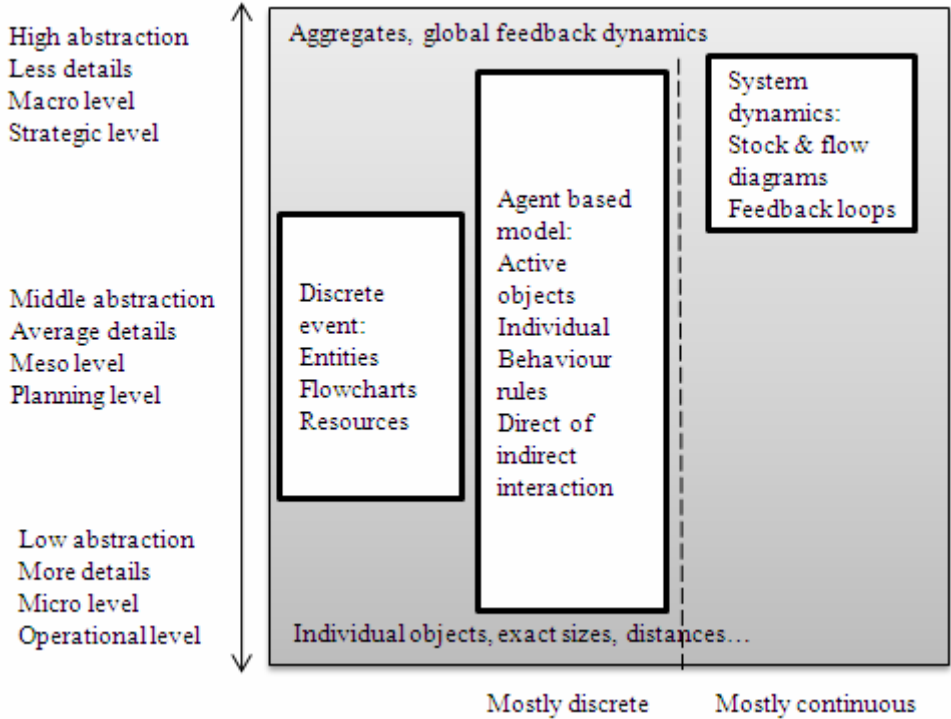 High abstraction
Less details
Macro level
Strategic level
Middle abstraction
Average details
Meso level
Planning level
Low abstraction
More details
Micro level
Operational level
Aggregates, global feedback dynamics
Discrete
event:
Entities
Flowcharts
Resources
Agent based
model:
Active
objects
Individual
Behaviour
rules
Direct of
indirect
interaction
System
dynamics:
Stock & flow
diagrams
Feedback loops
Individual objects, exact sizes, distances…
Mostly discrete
Mostly continuous